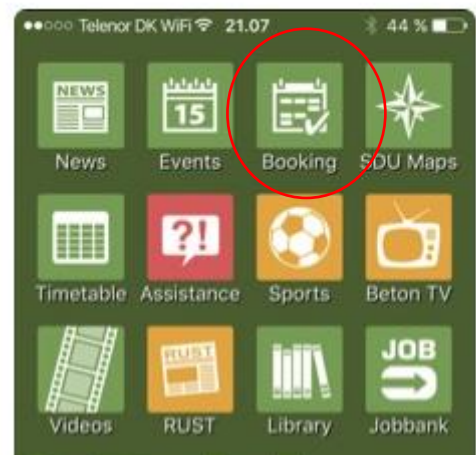 ●●○○○ Telenor DK WiFi 21.07 44 %
NEWS
15
News Events Booking SDU Maps
?!
Timetable Assistance Sports Beton TV
RUST
JOB
Videos RUST Library Jobbank